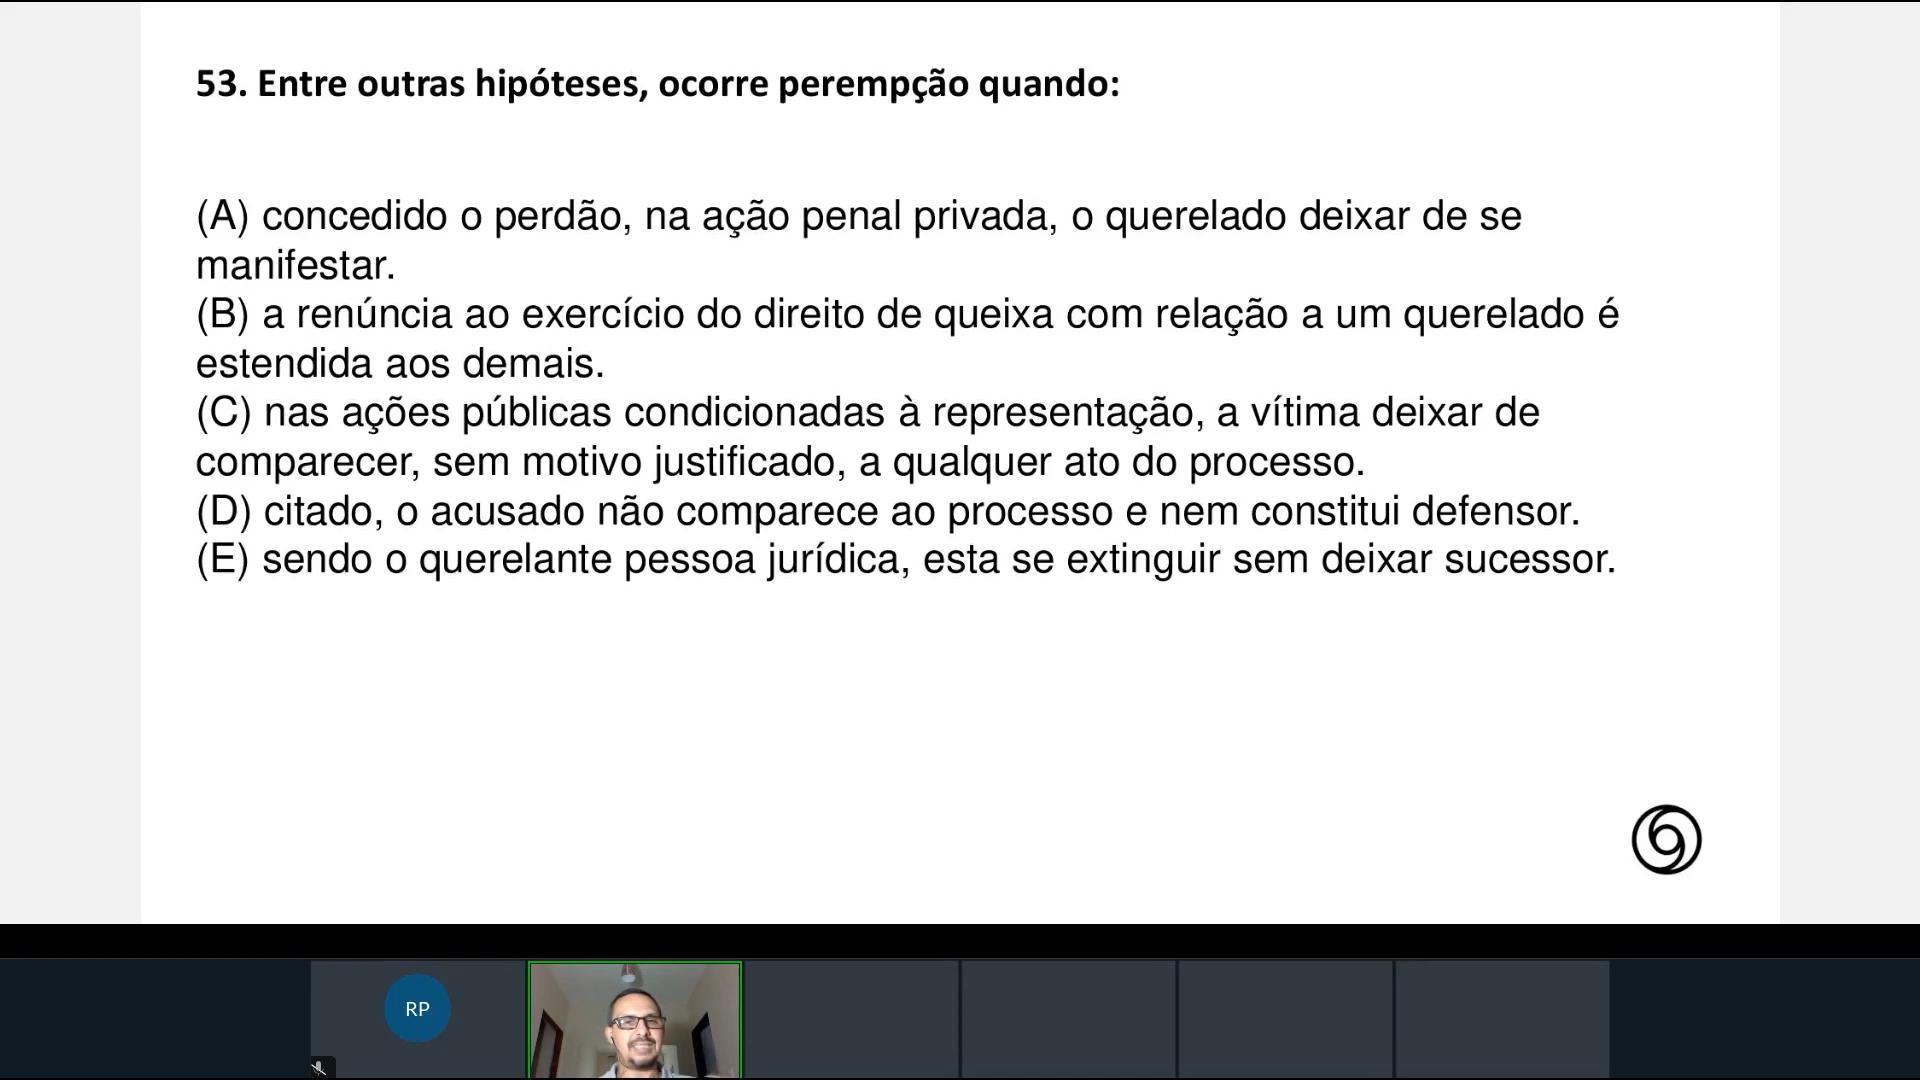 53. Entre outras hipóteses, ocorre perempção quando:
(A) concedido o perdão, na ação penal privada, o querelado deixar de se
manifestar.
(B) a renúncia ao exercício do direito de queixa com relação a um querelado é
estendida aos demais.
(C) nas ações públicas condicionadas à representação, a vítima deixar de
comparecer, sem motivo justificado, a qualquer ato do processo.
(D) citado, o acusado não comparece ao processo e nem constitui defensor.
(E) sendo o querelante pessoa jurídica, esta se extinguir sem deixar sucessor.
RP